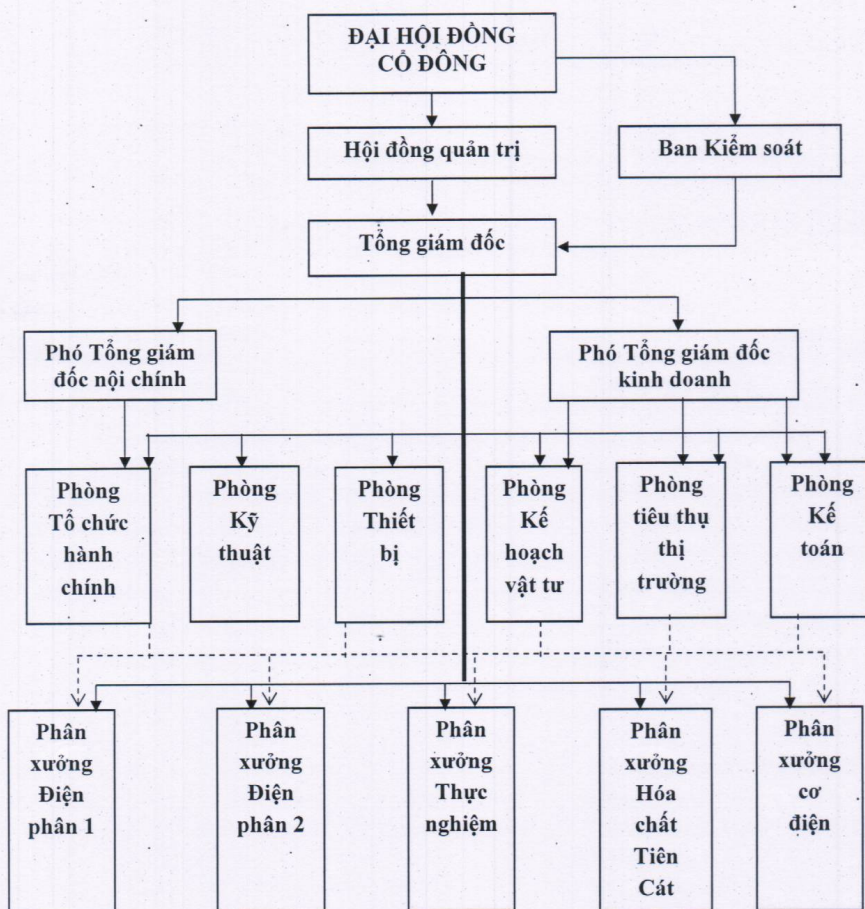 ĐẠI HỘI ĐỒNG
CỔ ĐÔNG
Hội đồng quản trị
Ban Kiểm soát
Tổng giám đốc
Phó Tổng giám
đốc nội chính
Phó Tổng giám đốc
kinh doanh
Phòng
Tổ chức
hành
chính
Phòng
Kỹ
thuật
Phòng
Thiết
bị
Phòng
Kế
hoạch
vật tư
Phòng
tiêu thụ
thị
trường
Phòng
Kế
toán
Phân
xưởng
Điện
phân 1
Phân
xưởng
Điện
phân 2
Phân
xưởng
Thực
nghiệm
Phân
xưởng
Hóa
chất
Tiên
Cát
Phân
xưởng
cơ
điện